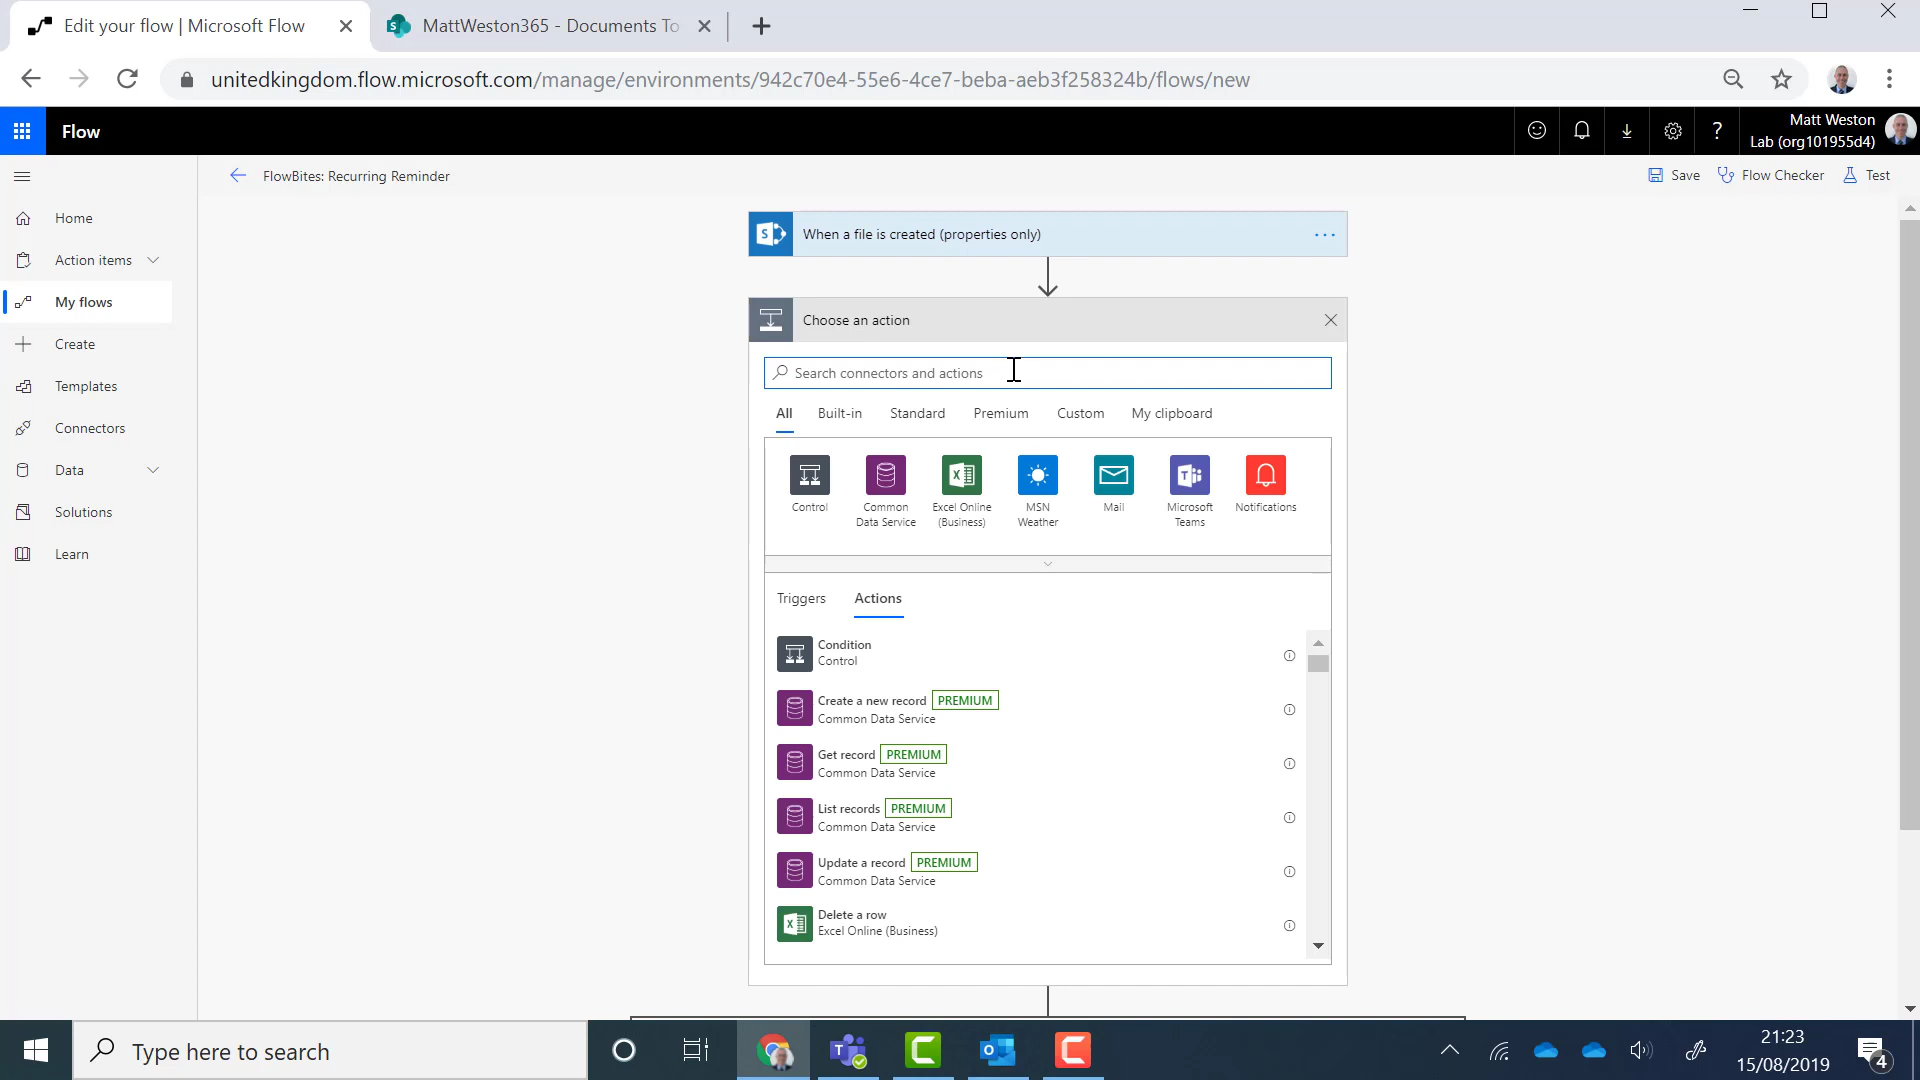 Edit your flow | Microsoft Flow
MattWeston365 - Documents To
unitedkingdom.flow.microsoft.com/manage/environments/942c70e4-55e6-4ce7-beba-aeb3f258324b/flows/new
Flow
Matt Weston
Lab (org101955d4)
FlowBites: Recurring Reminder
Save
Flow Checker
Test
Home
Action items
My flows
Create
Templates
Connectors
Data
Solutions
Learn
When a file is created (properties only)
Choose an action
Search connectors and actions
All
Built-in
Standard
Premium
Custom
My clipboard
Control
Common
Data Service
Excel Online
(Business)
MSN
Weather
Mail
Microsoft
Teams
Notifications
Triggers
Actions
Condition
Control
Create a new record PREMIUM
Common Data Service
Get record PREMIUM
Common Data Service
List records PREMIUM
Common Data Service
Update a record PREMIUM
Common Data Service
Delete a row
Excel Online (Business)
Type here to search
21:23
15/08/2019
4